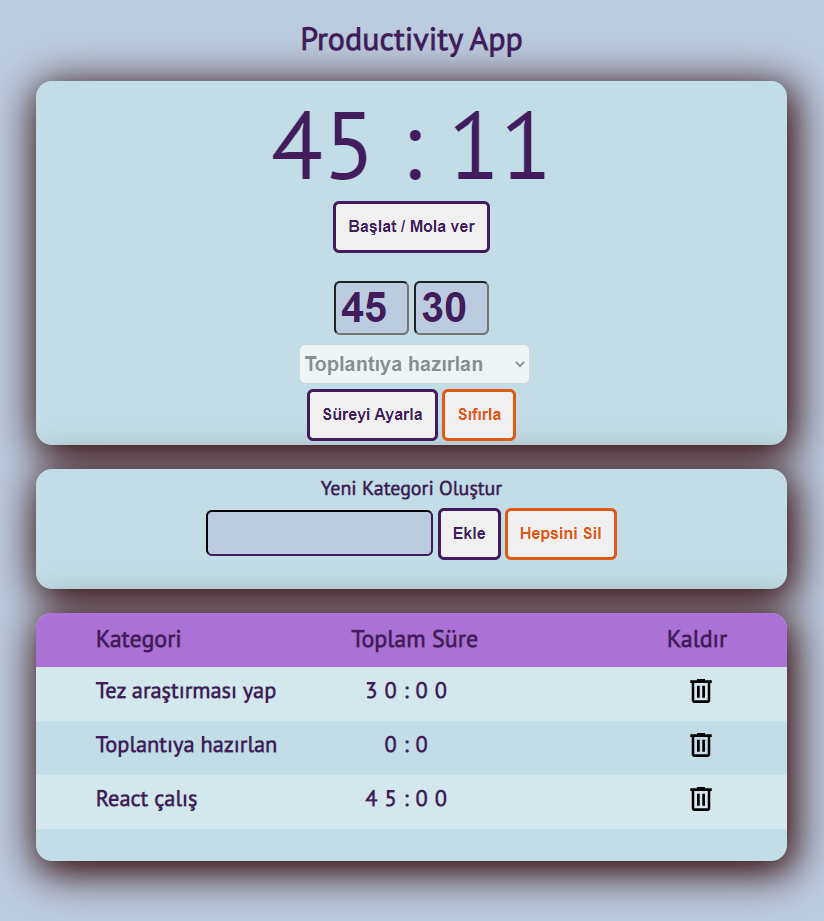 Productivity App
45 : 11
Başlat / Mola ver
45 30
Toplantıya hazırlan
Süreyi Ayarla Sıfırla
Yeni Kategori Oluştur
Ekle Hepsini Sil
Kategori Toplam Süre Kaldır
Tez araştırması yap 3 0 : 0 0
Toplantıya hazırlan 0 : 0
React çalış 4 5 : 0 0